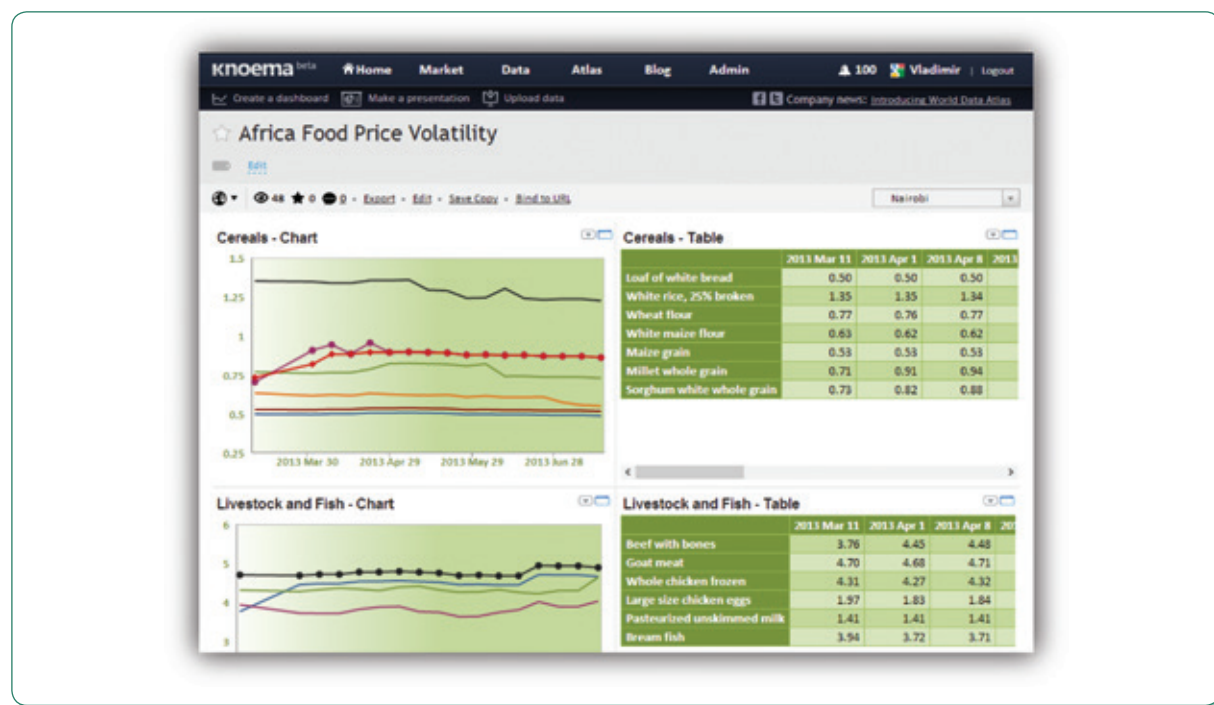 Knoema beta Home Market Data Atlas Blog Admin 100 Vladimir | Logout
Create a dashboard Make a presentation Upload data Company news: Introducing World Data Atlas
Africa Food Price Volatility
Edit
48 0 0 - Export - Edit - Save Copy - Bind to URL Nairobi
Cereals - Chart
1.5
1.25
1
0.75
0.5
0.25
2013 Mar 30 2013 Apr 29 2013 May 29 2013 Jun 28
Cereals - Table
2013 Mar 11 2013 Apr 1 2013 Apr 8 2013
Loaf of white bread 0.50 0.50 0.50
White rice, 25% broken 1.35 1.35 1.34
Wheat flour 0.77 0.76 0.77
White maize flour 0.63 0.62 0.62
Maize grain 0.53 0.53 0.53
Millet whole grain 0.71 0.91 0.94
Sorghum white whole grain 0.73 0.82 0.88
Livestock and Fish - Chart
6
5
4
3
Livestock and Fish - Table
2013 Mar 11 2013 Apr 1 2013 Apr 8 20
Beef with bones 3.76 4.45 4.48
Goat meat 4.70 4.68 4.71
Whole chicken frozen 4.31 4.27 4.32
Large size chicken eggs 1.97 1.83 1.84
Pasteurized unskimmed milk 1.41 1.41 1.41
Bream fish 3.94 3.72 3.71